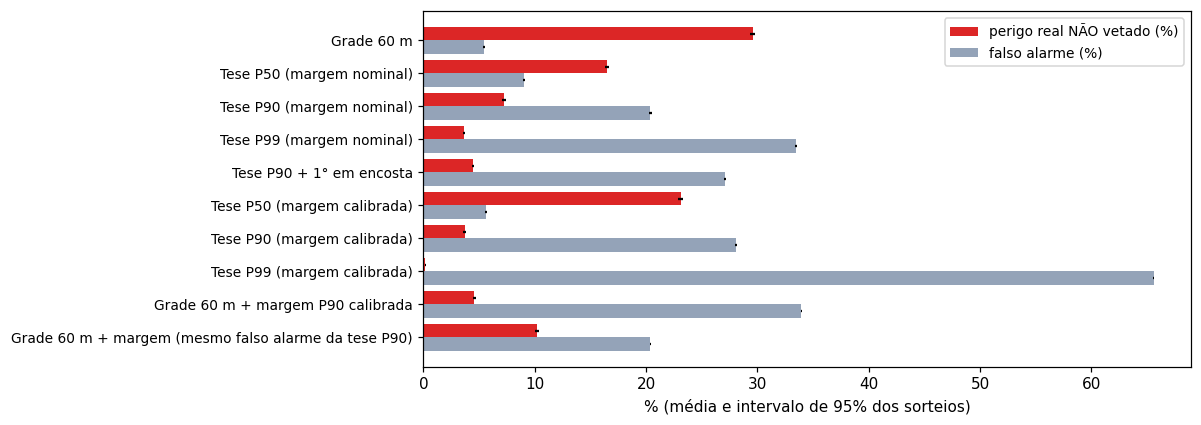 perigo real NÃO vetado (%)
falso alarme (%)
Grade 60 m
Tese P50 (margem nominal)
Tese P90 (margem nominal)
Tese P99 (margem nominal)
Tese P90 + 1° em encosta
Tese P50 (margem calibrada)
Tese P90 (margem calibrada)
Tese P99 (margem calibrada)
Grade 60 m + margem P90 calibrada
Grade 60 m + margem (mesmo falso alarme da tese P90)
0 10 20 30 40 50 60
% (média e intervalo de 95% dos sorteios)